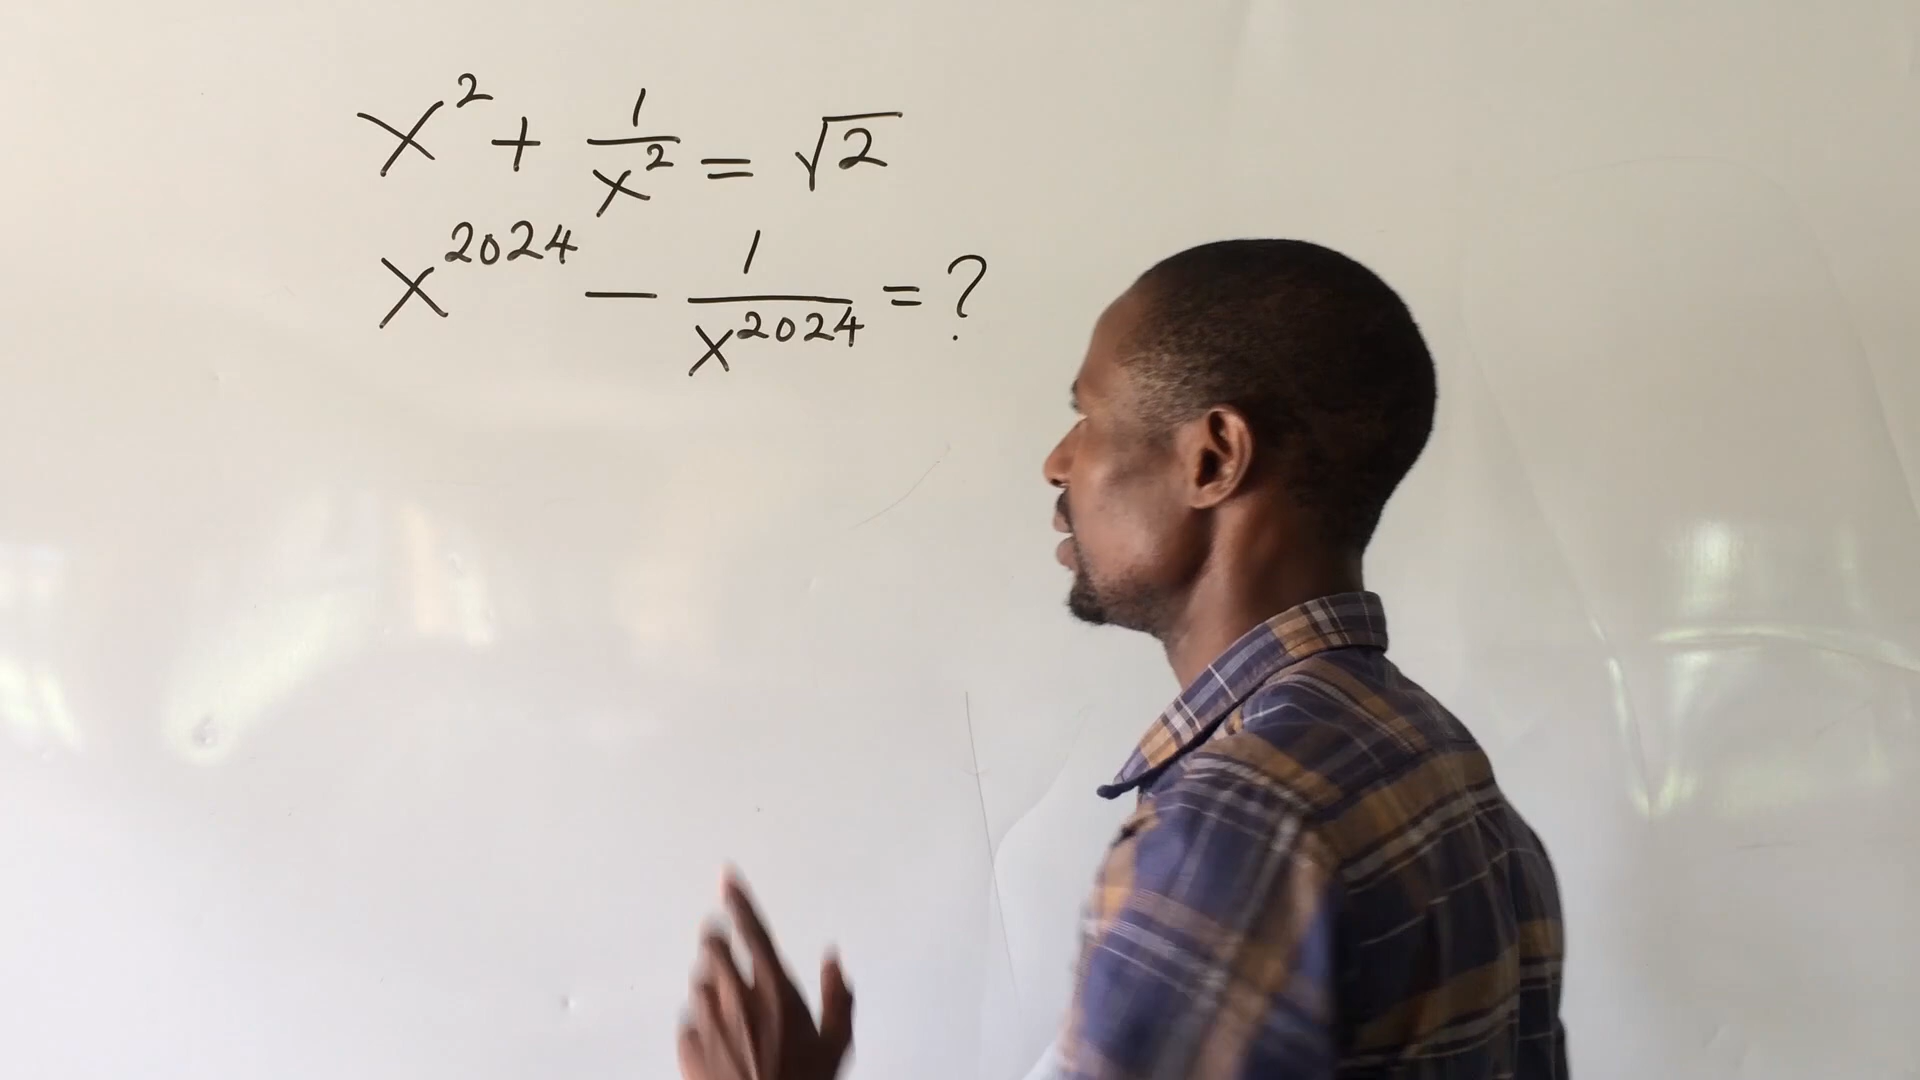 x² + 1/x² = √2
x²⁰²⁴ − 1/x²⁰²⁴ = ?